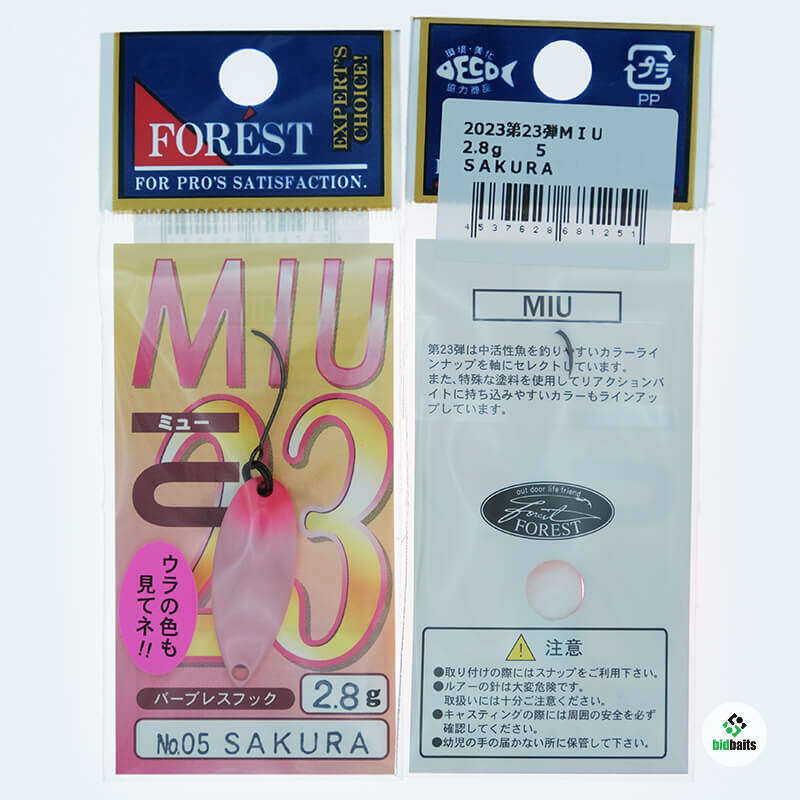 FORÉST
EXPERT'S
CHOICE!
FOR PRO'S SATISFACTION.
MIU
ミュー
23
ウラの色も
見てネ!!
バーブレスフック
2.8g
No.05 SAKURA
環境・美化
ECO
協力商品
プラ
PP
2023第23弾MIU
2.8g 5
SAKURA
4537628681251
MIU
第23弾は中活性魚を釣りやすいカラーライ
ンナップを軸にセレクトしています。
また、特殊な塗料を使用してリアクションバ
イトに持ち込みやすいカラーもラインアッ
プしています。
out door life friend
Forest
FOREST
注意
●取り付けの際にはスナップをご利用下さい。
●ルアーの針は大変危険です。
取扱いには十分ご注意ください。
●キャスティングの際には周囲の安全を必ず
確認してください。
●幼児の手の届かない所に保管して下さい。
bidbaits